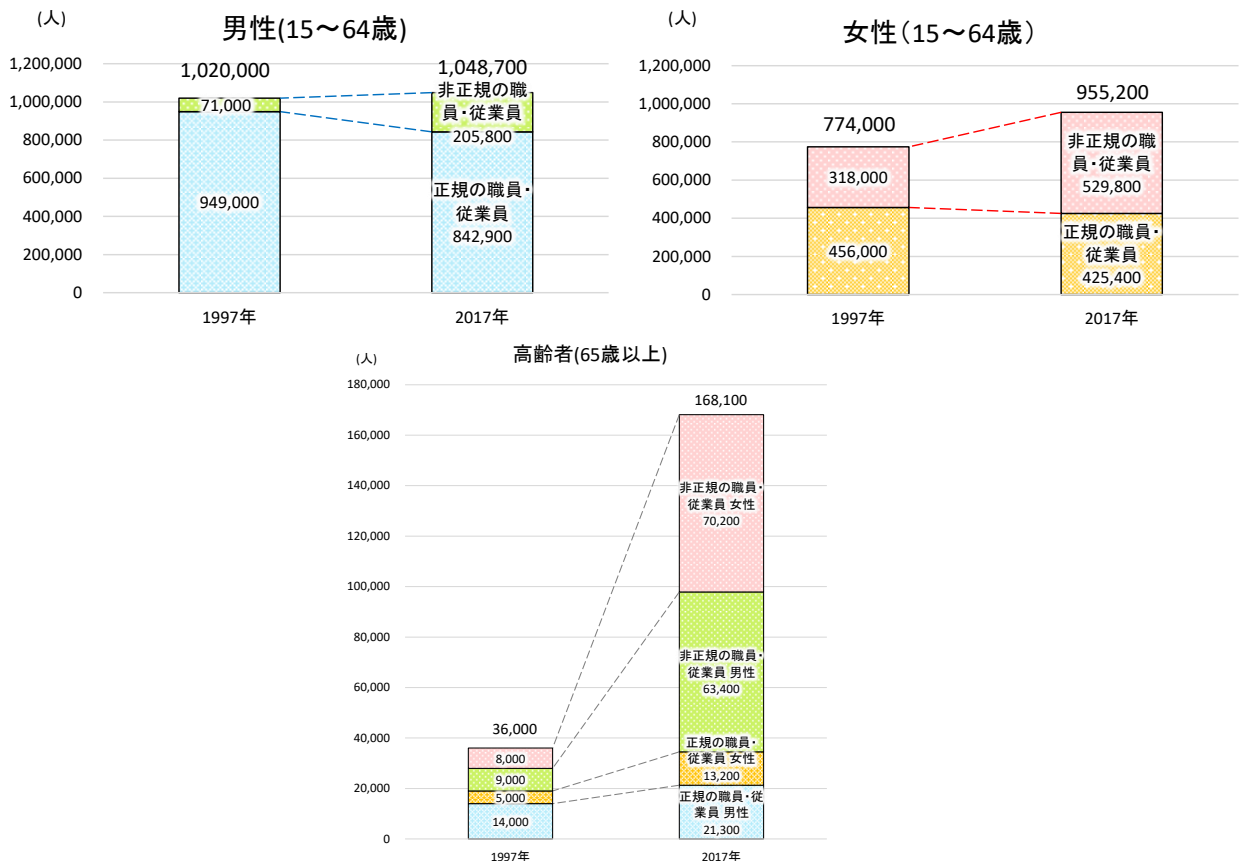 (人)
男性(15～64歳)
1,200,000
1,000,000
800,000
600,000
400,000
200,000
0
1,020,000
71,000
949,000
1,048,700
非正規の職
員・従業員
205,800
正規の職員・
従業員
842,900
1997年
2017年
(人)
女性（15～64歳）
1,200,000
1,000,000
800,000
600,000
400,000
200,000
0
774,000
318,000
456,000
955,200
非正規の職
員・従業員
529,800
正規の職員・
従業員
425,400
1997年
2017年
(人)
高齢者(65歳以上)
180,000
160,000
140,000
120,000
100,000
80,000
60,000
40,000
20,000
0
36,000
8,000
9,000
5,000
14,000
168,100
非正規の職員・
従業員 女性
70,200
非正規の職員・
従業員 男性
63,400
正規の職員・
従業員 女性
13,200
正規の職員・従
業員 男性
21,300
1997年
2017年